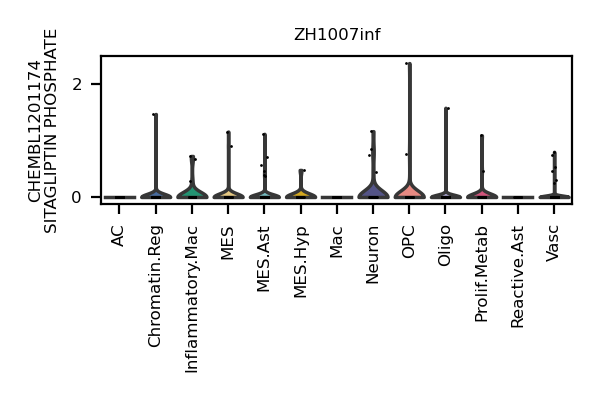 ZH1007inf
CHEMBL1201174
SITAGLIPTIN PHOSPHATE
2
0
AC
Chromatin.Reg
Inflammatory.Mac
MES
MES.Ast
MES.Hyp
Mac
Neuron
OPC
Oligo
Prolif.Metab
Reactive.Ast
Vasc